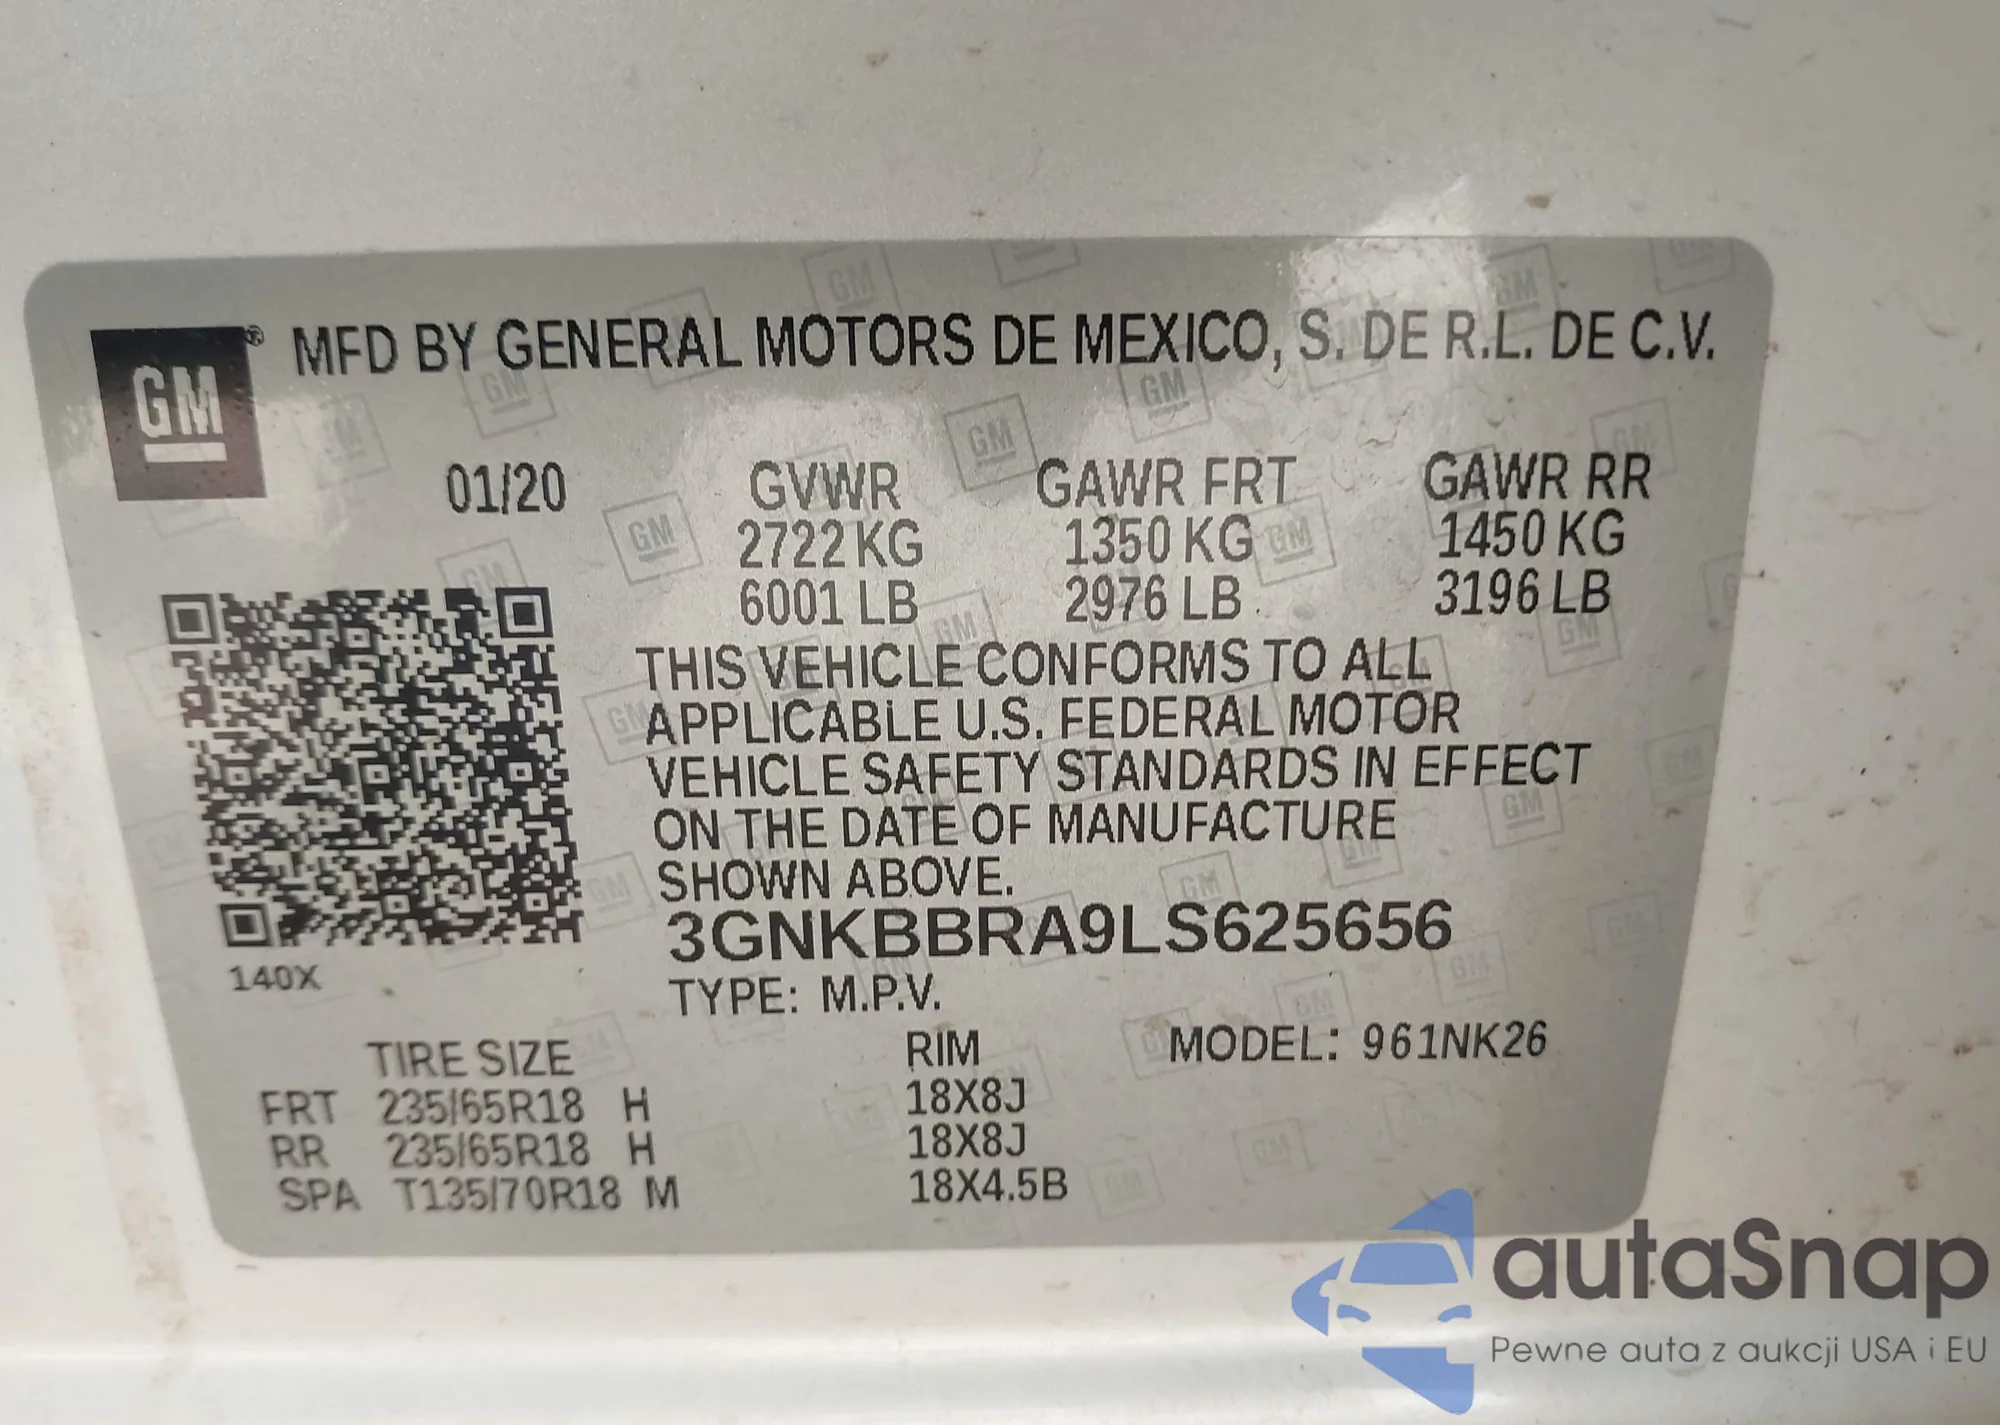 GM ® MFD BY GENERAL MOTORS DE MEXICO, S. DE R.L. DE C.V.
01/20 GVWR GAWR FRT GAWR RR
2722 KG 1350 KG 1450 KG
6001 LB 2976 LB 3196 LB
THIS VEHICLE CONFORMS TO ALL
APPLICABLE U.S. FEDERAL MOTOR
VEHICLE SAFETY STANDARDS IN EFFECT
ON THE DATE OF MANUFACTURE
SHOWN ABOVE.
3GNKBBRA9LS625656
140X
TYPE: M.P.V.
TIRE SIZE RIM MODEL: 961NK26
FRT 235/65R18 H 18X8J
RR 235/65R18 H 18X8J
SPA T135/70R18 M 18X4.5B
autaSnap
Pewne auta z aukcji USA i EU